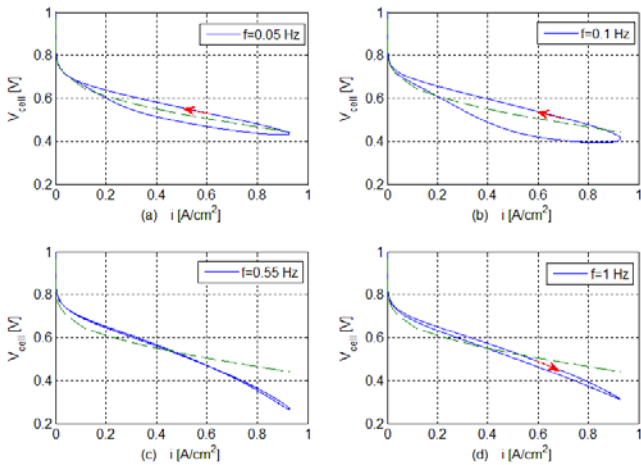 1
0.8
0.6
0.4
0.2
V_cell [V]
f=0.05 Hz
0 0.2 0.4 0.6 0.8 1
(a) i [A/cm²]
1
0.8
0.6
0.4
0.2
V_cell [V]
f=0.1 Hz
0 0.2 0.4 0.6 0.8 1
(b) i [A/cm²]
1
0.8
0.6
0.4
0.2
V_cell [V]
f=0.55 Hz
0 0.2 0.4 0.6 0.8 1
(c) i [A/cm²]
1
0.8
0.6
0.4
0.2
V_cell [V]
f=1 Hz
0 0.2 0.4 0.6 0.8 1
(d) i [A/cm²]